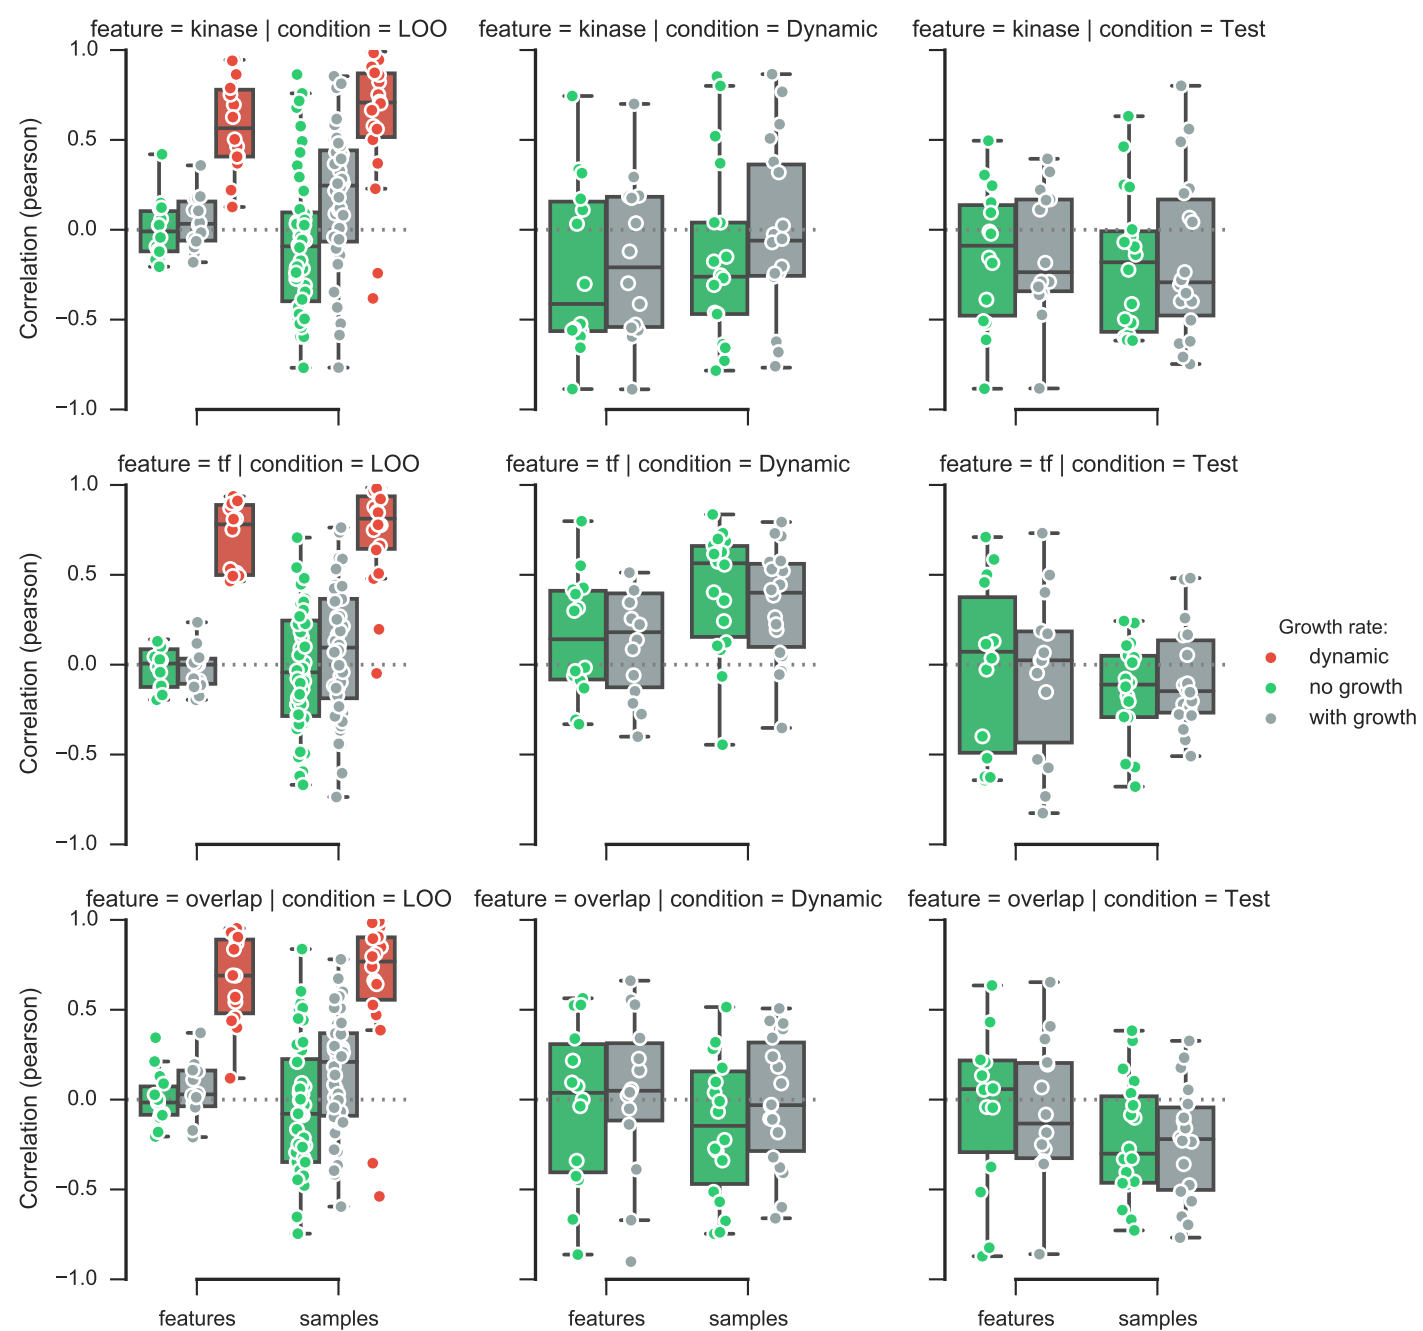 feature = kinase | condition = LOO
feature = kinase | condition = Dynamic
feature = kinase | condition = Test
1.0
0.5
0.0
−0.5
−1.0
Correlation (pearson)
feature = tf | condition = LOO
feature = tf | condition = Dynamic
feature = tf | condition = Test
1.0
0.5
0.0
−0.5
−1.0
Correlation (pearson)
Growth rate:
dynamic
no growth
with growth
feature = overlap | condition = LOO
feature = overlap | condition = Dynamic
feature = overlap | condition = Test
1.0
0.5
0.0
−0.5
−1.0
Correlation (pearson)
features
samples
features
samples
features
samples